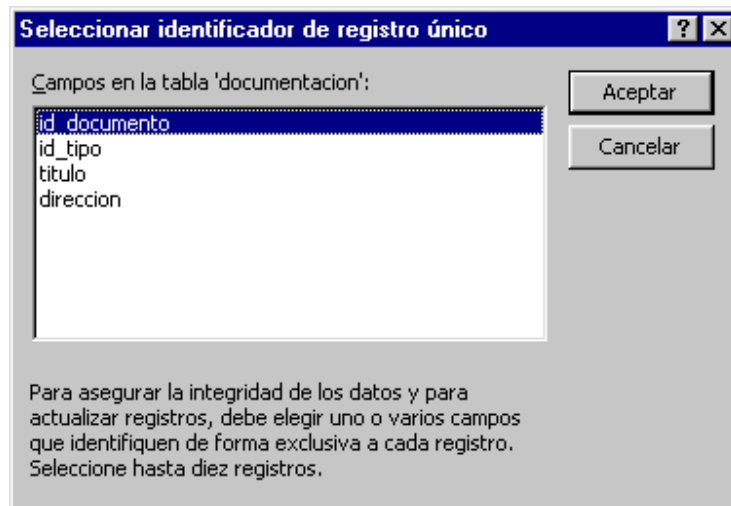 Seleccionar identificador de registro único
Campos en la tabla 'documentacion':
Aceptar
id_documento
id_tipo
Cancelar
titulo
direccion
Para asegurar la integridad de los datos y para
actualizar registros, debe elegir uno o varios campos
que identifiquen de forma exclusiva a cada registro.
Seleccione hasta diez registros.